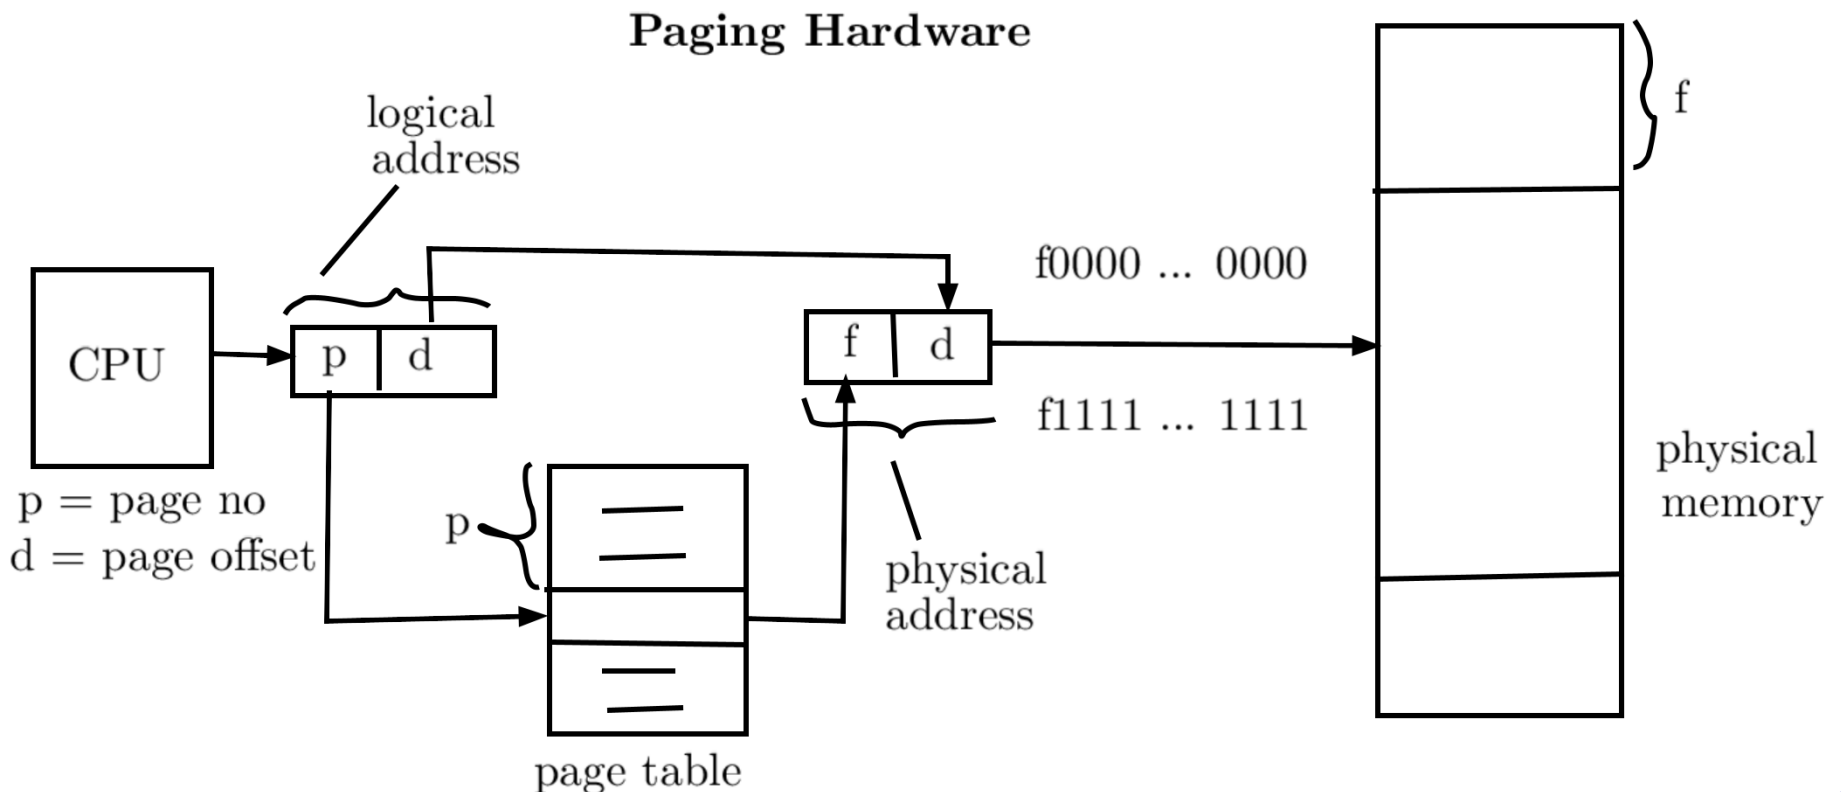 Paging Hardware
logical
address
f
f0000 ... 0000
CPU
p
d
f
d
f1111 ... 1111
physical
memory
p = page no
d = page offset
p
physical
address
page table